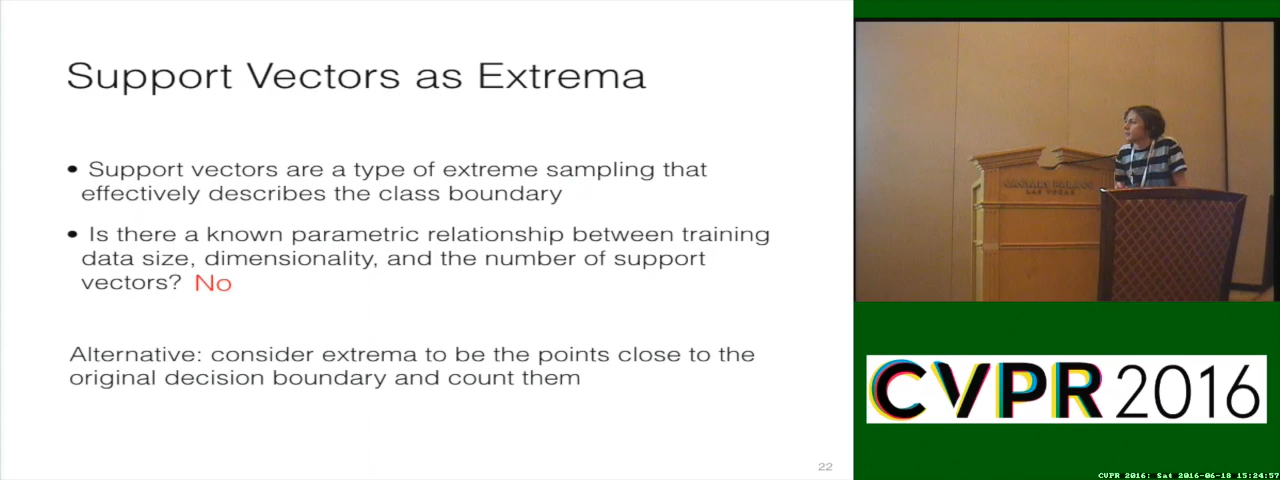 Support Vectors as Extrema
• Support vectors are a type of extreme sampling that
effectively describes the class boundary
• Is there a known parametric relationship between training
data size, dimensionality, and the number of support
vectors? No
Alternative: consider extrema to be the points close to the
original decision boundary and count them
22
LAS VEGAS
CVPR 2016
CVPR 2016: Sat 2016-06-18 15:24:57